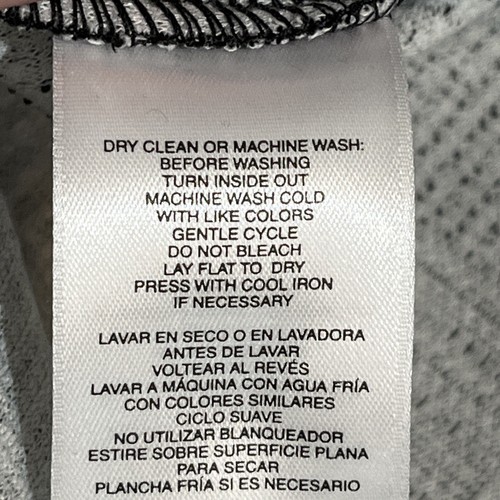 DRY CLEAN OR MACHINE WASH:
BEFORE WASHING
TURN INSIDE OUT
MACHINE WASH COLD
WITH LIKE COLORS
GENTLE CYCLE
DO NOT BLEACH
LAY FLAT TO DRY
PRESS WITH COOL IRON
IF NECESSARY
LAVAR EN SECO O EN LAVADORA
ANTES DE LAVAR
VOLTEAR AL REVÉS
LAVAR A MÁQUINA CON AGUA FRÍA
CON COLORES SIMILARES
CICLO SUAVE
NO UTILIZAR BLANQUEADOR
ESTIRE SOBRE SUPERFICIE PLANA
PARA SECAR
PLANCHA FRÍA SI ES NECESARIO